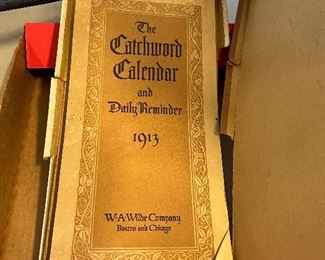 The
Catchword
Calendar
and
Daily Reminder
1913
W·A·Wilde Company
Boston and Chicago